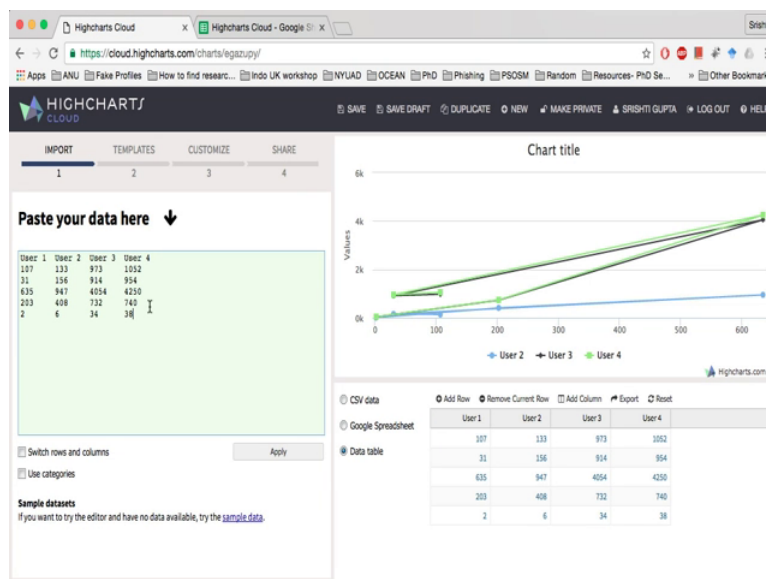 Highcharts Cloud
Highcharts Cloud - Google Sh
Srish
https://cloud.highcharts.com/charts/egazupy/
Apps ANU Fake Profiles How to find researc... Indo UK workshop NYUAD OCEAN PhD Phishing PSOSM Random Resources- PhD Se... » Other Bookmark
HIGHCHARTS
CLOUD
SAVE SAVE DRAFT DUPLICATE NEW MAKE PRIVATE SRISHTI GUPTA LOG OUT HELP
IMPORT TEMPLATES CUSTOMIZE SHARE
1 2 3 4
Paste your data here
User 1 User 2 User 3 User 4
107 133 973 1052
31 156 914 954
635 947 4054 4250
203 408 732 740
2 6 34 38
Switch rows and columns
Apply
Use categories
Sample datasets
If you want to try the editor and have no data available, try the sample data.
Chart title
Values
6k
4k
2k
0k
0 100 200 300 400 500 600
User 2 User 3 User 4
Highcharts.com
CSV data
Google Spreadsheet
Data table
Add Row Remove Current Row Add Column Export Reset
User 1 User 2 User 3 User 4
107 133 973 1052
31 156 914 954
635 947 4054 4250
203 408 732 740
2 6 34 38